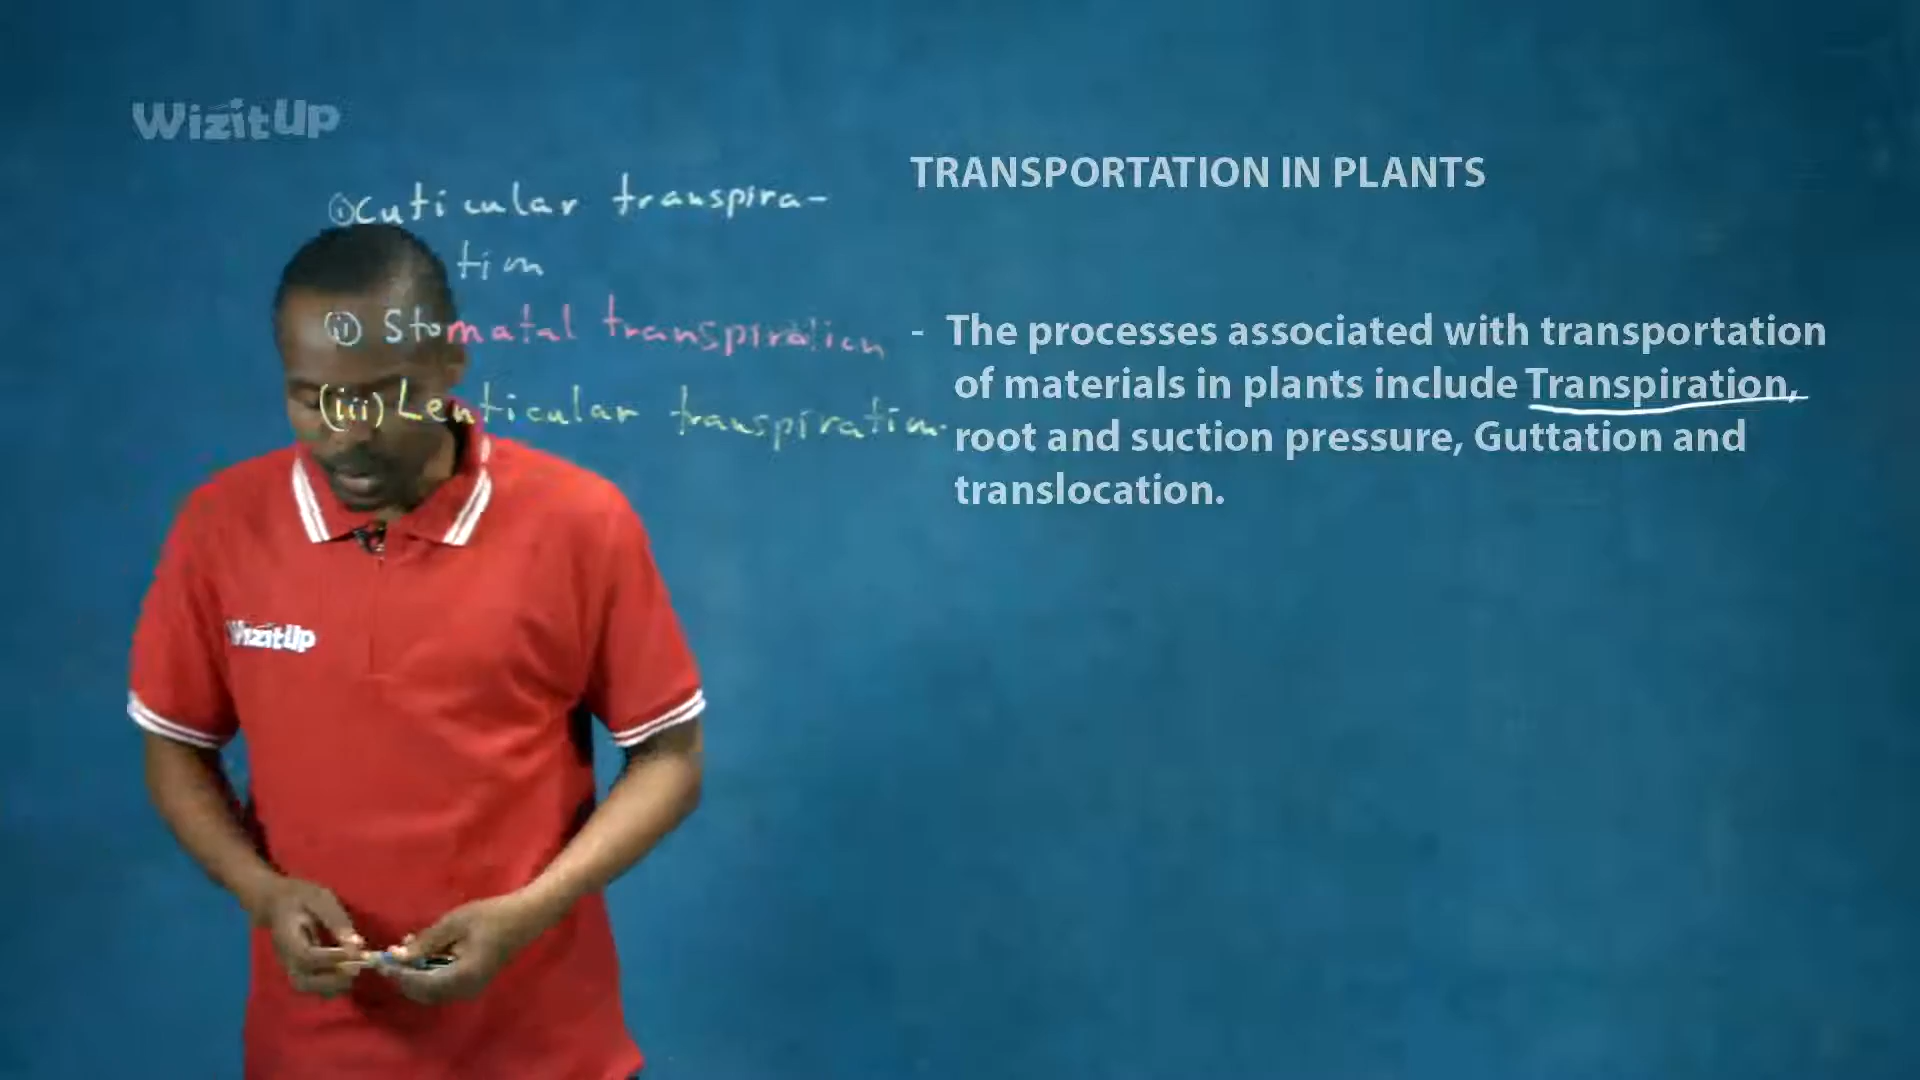 WizitUp
(i) Cuticular transpira-
tion
(ii) Stomatal transpiration
(iii) Lenticular transpiration.
TRANSPORTATION IN PLANTS
- The processes associated with transportation
of materials in plants include Transpiration,
root and suction pressure, Guttation and
translocation.
WizitUp